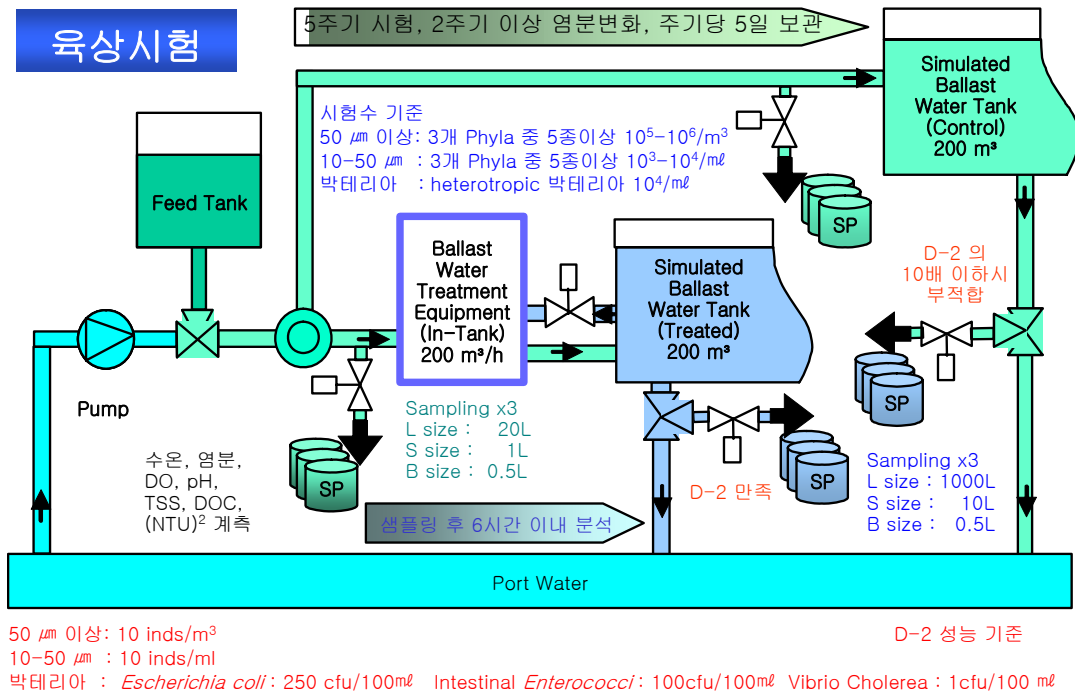 육상시험
5주기 시험, 2주기 이상 염분변화, 주기당 5일 보관
Simulated
Ballast
Water Tank
(Control)
200 m³
시험수 기준
50 ㎛ 이상: 3개 Phyla 중 5종이상 10⁵-10⁶/m³
10-50 ㎛ : 3개 Phyla 중 5종이상 10³-10⁴/㎖
박테리아 : heterotropic 박테리아 10⁴/㎖
Feed Tank
SP
Ballast
Water
Treatment
Equipment
(In-Tank)
200 m³/h
Simulated
Ballast
Water Tank
(Treated)
200 m³
D-2 의
10배 이하시
부적합
Pump
SP
Sampling x3
L size : 20L
S size : 1L
B size : 0.5L
수온, 염분,
DO, pH,
TSS, DOC,
(NTU)² 계측
SP
SP
D-2 만족
Sampling x3
L size : 1000L
S size : 10L
B size : 0.5L
샘플링 후 6시간 이내 분석
Port Water
50 ㎛ 이상: 10 inds/m³
D-2 성능 기준
10-50 ㎛ : 10 inds/ml
박테리아 : Escherichia coli : 250 cfu/100㎖ Intestinal Enterococci : 100cfu/100㎖ Vibrio Cholerea : 1cfu/100 ㎖